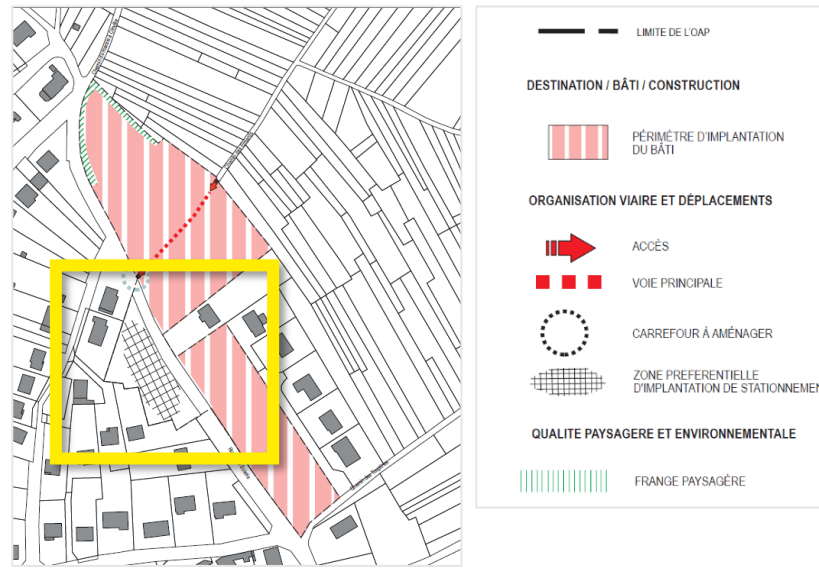 LIMITE DE L'OAP
DESTINATION / BÂTI / CONSTRUCTION
PÉRIMÈTRE D'IMPLANTATION
DU BÂTI
ORGANISATION VIAIRE ET DÉPLACEMENTS
ACCÈS
VOIE PRINCIPALE
CARREFOUR À AMÉNAGER
ZONE PREFERENTIELLE
D'IMPLANTATION DE STATIONNEMENT
QUALITE PAYSAGERE ET ENVIRONNEMENTALE
FRANGE PAYSAGÈRE